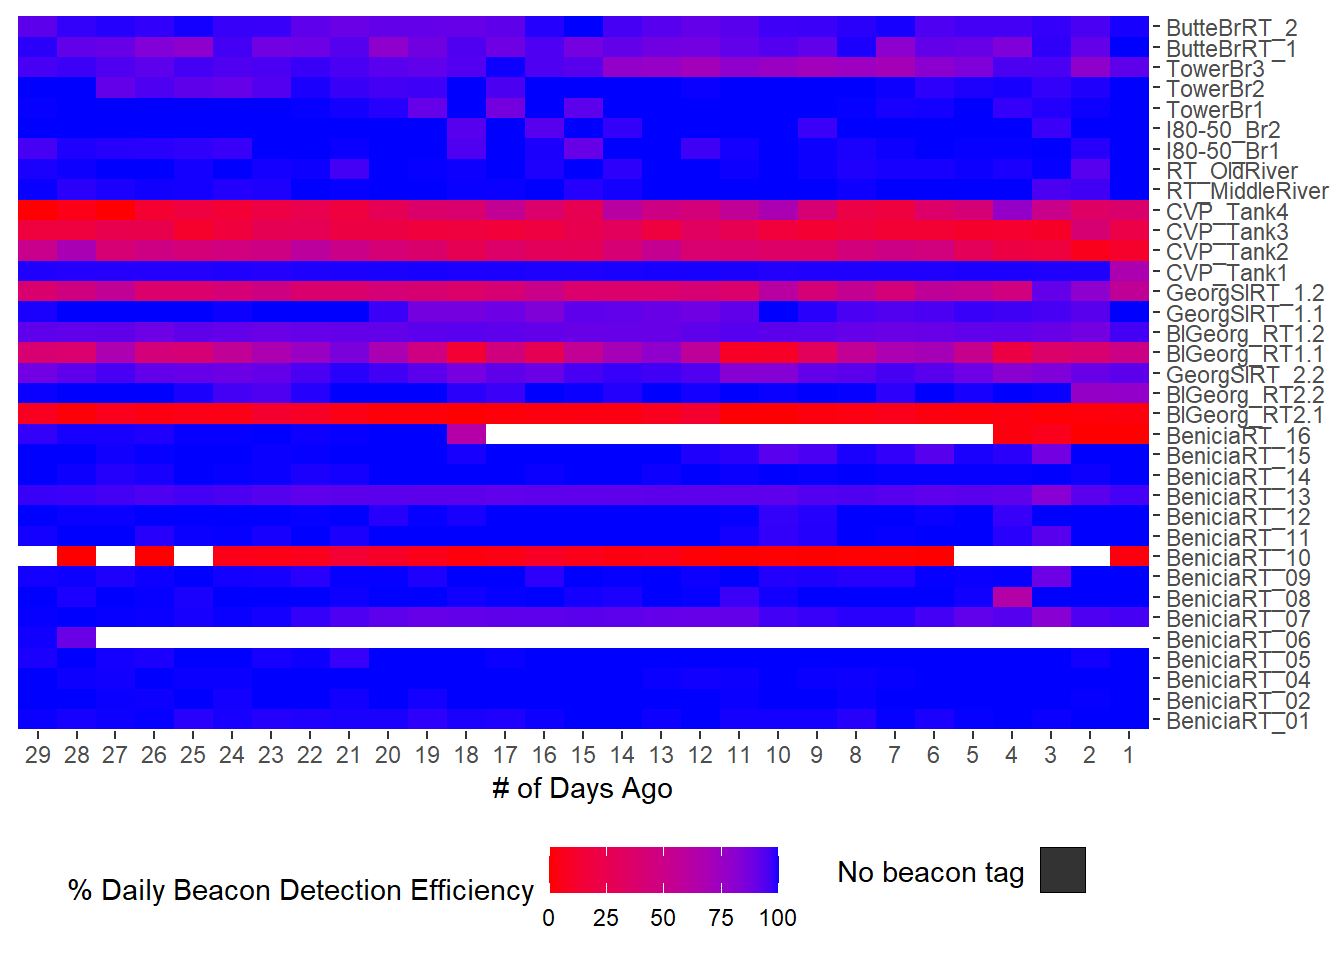 ButteBrRT_2
ButteBrRT_1
TowerBr3
TowerBr2
TowerBr1
I80-50_Br2
I80-50_Br1
RT_OldRiver
RT_MiddleRiver
CVP_Tank4
CVP_Tank3
CVP_Tank2
CVP_Tank1
GeorgSlRT_1.2
GeorgSlRT_1.1
BlGeorg_RT1.2
BlGeorg_RT1.1
GeorgSlRT_2.2
BlGeorg_RT2.2
BlGeorg_RT2.1
BeniciaRT_16
BeniciaRT_15
BeniciaRT_14
BeniciaRT_13
BeniciaRT_12
BeniciaRT_11
BeniciaRT_10
BeniciaRT_09
BeniciaRT_08
BeniciaRT_07
BeniciaRT_06
BeniciaRT_05
BeniciaRT_04
BeniciaRT_02
BeniciaRT_01
29 28 27 26 25 24 23 22 21 20 19 18 17 16 15 14 13 12 11 10 9 8 7 6 5 4 3 2 1
# of Days Ago
% Daily Beacon Detection Efficiency
0 25 50 75 100
No beacon tag